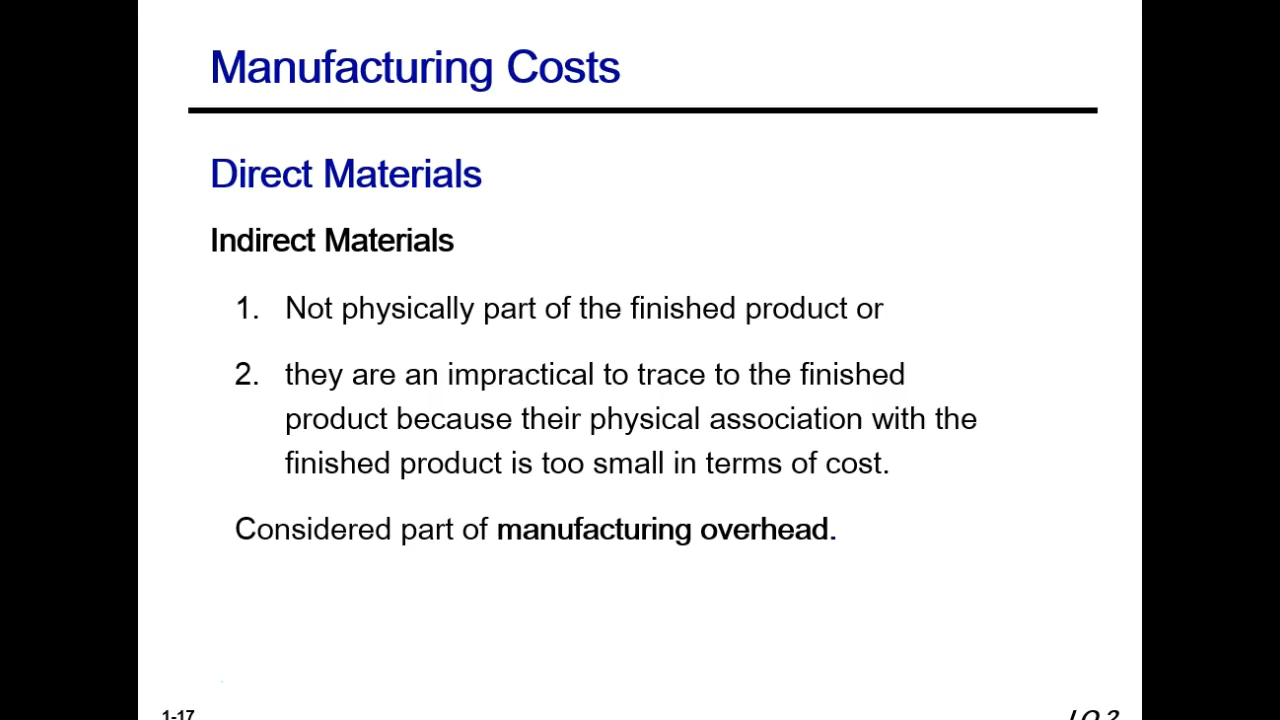 Manufacturing Costs
Direct Materials
Indirect Materials
1. Not physically part of the finished product or
2. they are an impractical to trace to the finished
product because their physical association with the
finished product is too small in terms of cost.
Considered part of manufacturing overhead.
1-17
LO 2